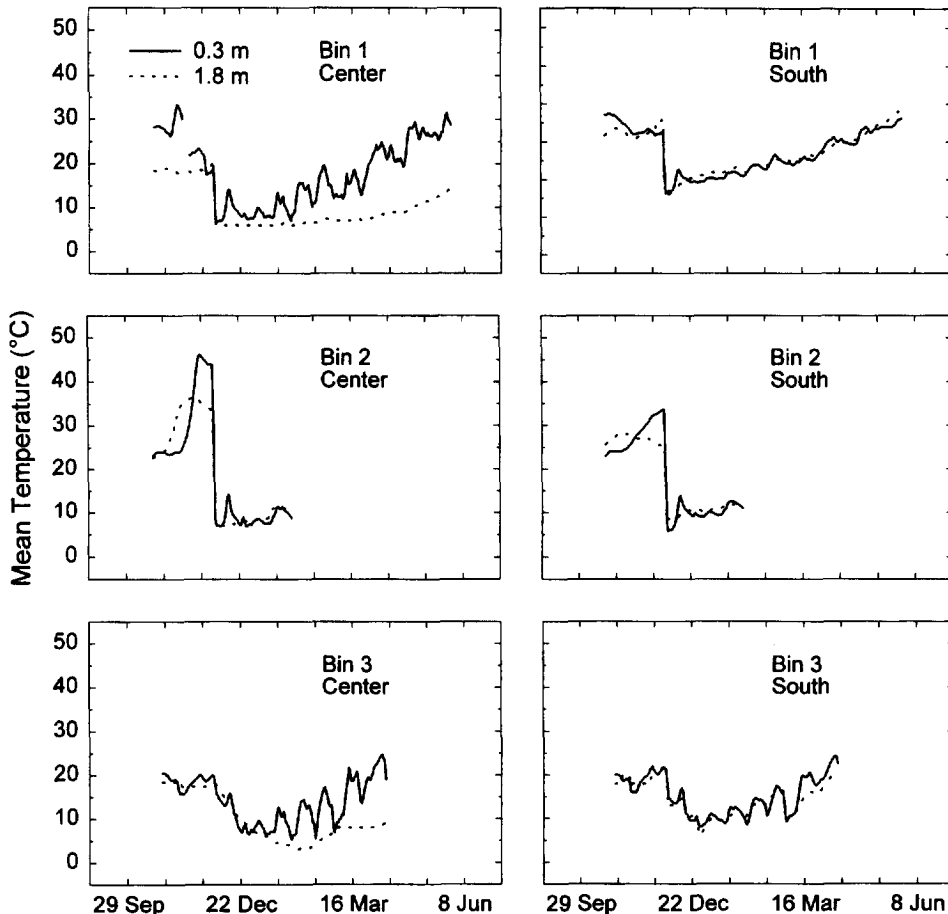 50
40
30
20
10
0
0.3 m
1.8 m
Bin 1
Center
Bin 1
South
Mean Temperature (°C)
50
40
30
20
10
0
Bin 2
Center
Bin 2
South
50
40
30
20
10
0
Bin 3
Center
Bin 3
South
29 Sep 22 Dec 16 Mar 8 Jun
29 Sep 22 Dec 16 Mar 8 Jun